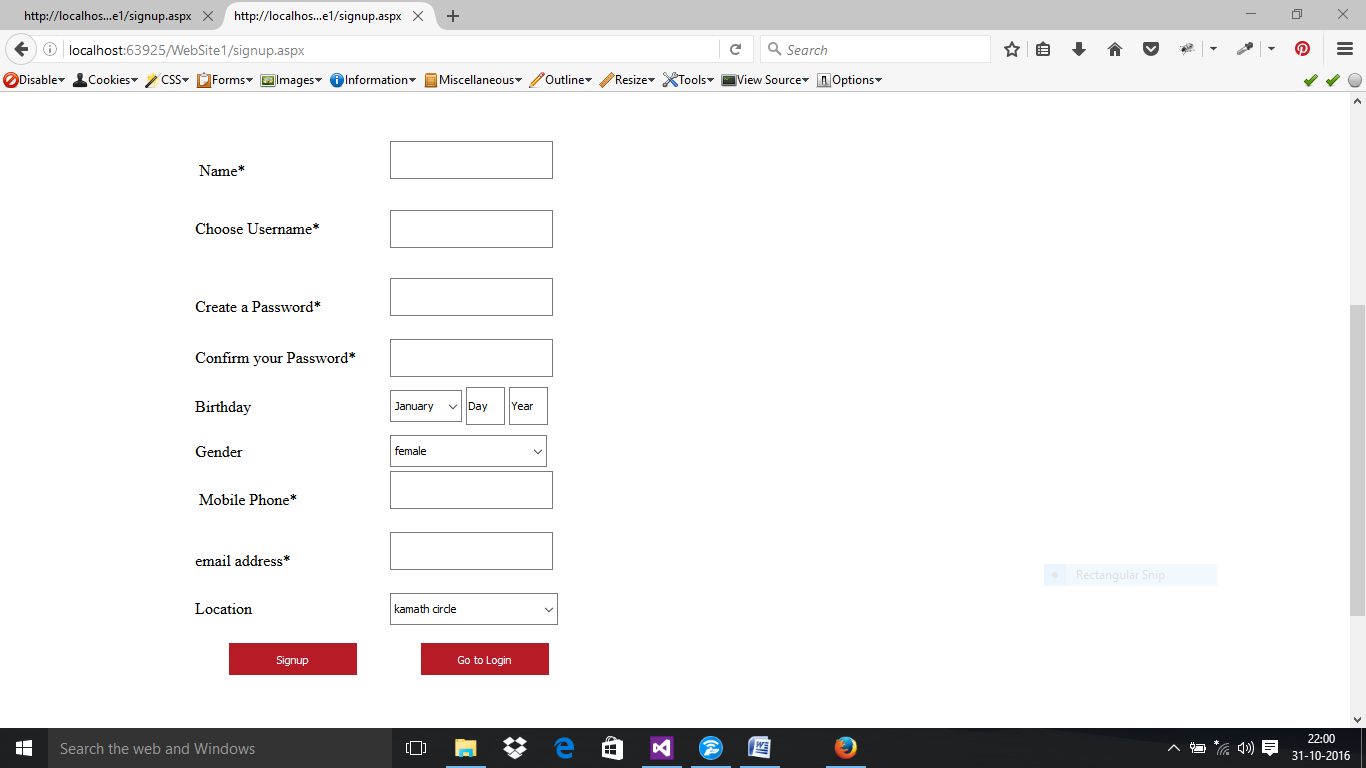 http://localhos...e1/signup.aspx
http://localhos...e1/signup.aspx
localhost:63925/WebSite1/signup.aspx
Search
Disable Cookies CSS Forms Images Information Miscellaneous Outline Resize Tools View Source Options
Name*
Choose Username*
Create a Password*
Confirm your Password*
Birthday January Day Year
Gender female
Mobile Phone*
email address*
Rectangular Snip
Location kamath circle
Signup Go to Login
Search the web and Windows
22:00
31-10-2016